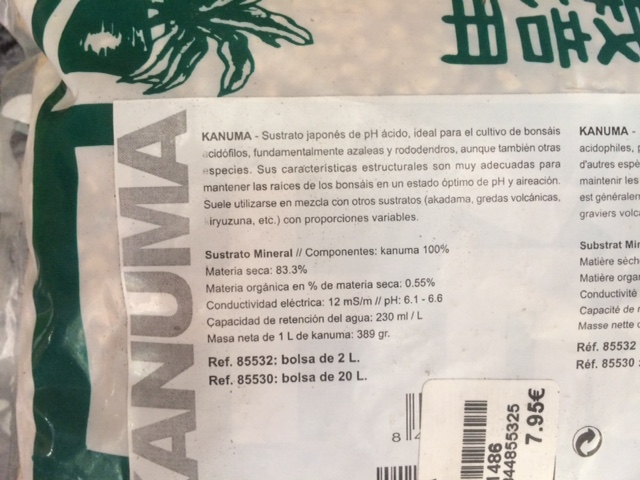 KANUMA
KANUMA - Sustrato japonés de pH ácido, ideal para el cultivo de bonsáis
acidófilos, fundamentalmente azaleas y rododendros, aunque también otras
especies. Sus características estructurales son muy adecuadas para
mantener las raíces de los bonsáis en un estado óptimo de pH y aireación.
Suele utilizarse en mezcla con otros sustratos (akadama, gredas volcánicas,
kiryuzuna, etc.) con proporciones variables.
Sustrato Mineral // Componentes: kanuma 100%
Materia seca: 83.3%
Materia orgánica en % de materia seca: 0.55%
Conductividad eléctrica: 12 mS/m // pH: 6.1 - 6.6
Capacidad de retención del agua: 230 ml / L
Masa neta de 1 L de kanuma: 389 gr.
Ref. 85532: bolsa de 2 L.
Ref. 85530: bolsa de 20 L.
KANUMA -
acidophiles,
d'autres
maintenir les
est
graviers
Substrat
Matière
Matière
Conductivité
Capacité de
Masse nette
Réf. 85532
Réf. 85530
8
1486
344855325
7.95€